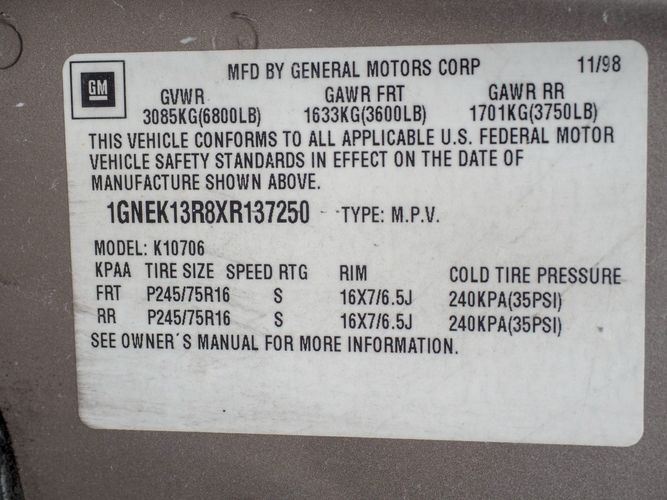 GM
MFD BY GENERAL MOTORS CORP 11/98
GVWR GAWR FRT GAWR RR
3085KG(6800LB) 1633KG(3600LB) 1701KG(3750LB)
THIS VEHICLE CONFORMS TO ALL APPLICABLE U.S. FEDERAL MOTOR
VEHICLE SAFETY STANDARDS IN EFFECT ON THE DATE OF
MANUFACTURE SHOWN ABOVE.
1GNEK13R8XR137250 TYPE: M.P.V.
MODEL: K10706
KPAA TIRE SIZE SPEED RTG RIM COLD TIRE PRESSURE
FRT P245/75R16 S 16X7/6.5J 240KPA(35PSI)
RR P245/75R16 S 16X7/6.5J 240KPA(35PSI)
SEE OWNER'S MANUAL FOR MORE INFORMATION.